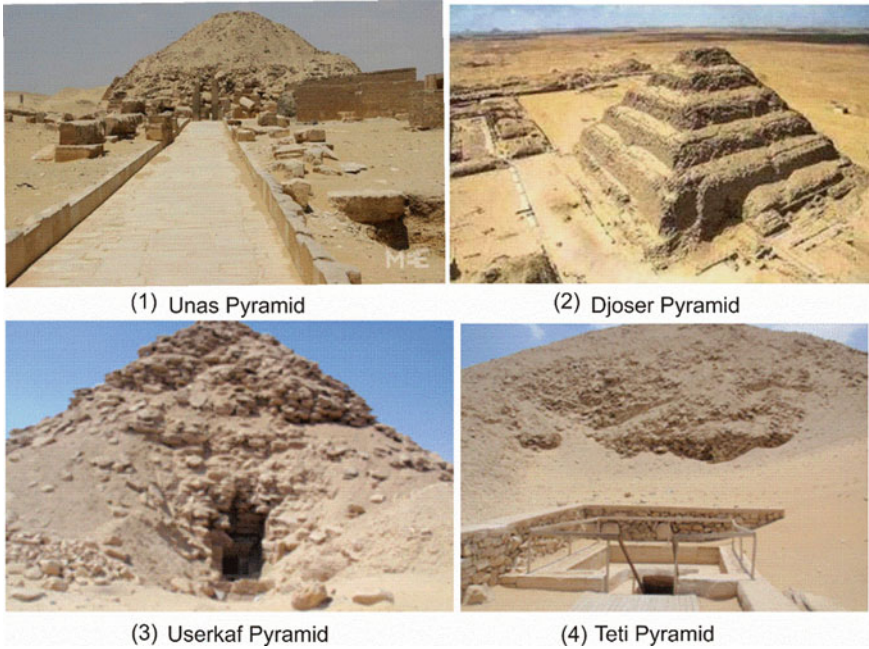 (1) Unas Pyramid
(2) Djoser Pyramid
(3) Userkaf Pyramid
(4) Teti Pyramid